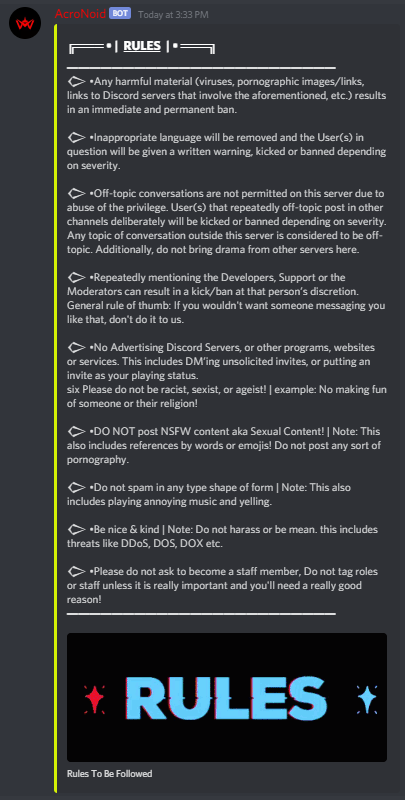 AcroNoid BOT Today at 3:33 PM
╔═══ • | RULES | • ═══╗
◁▷ •Any harmful material (viruses, pornographic images/links,
links to Discord servers that involve the aforementioned, etc.) results
in an immediate and permanent ban.
◁▷ •Inappropriate language will be removed and the User(s) in
question will be given a written warning, kicked or banned depending
on severity.
◁▷ •Off-topic conversations are not permitted on this server due to
abuse of the privilege. User(s) that repeatedly off-topic post in other
channels deliberately will be kicked or banned depending on severity.
Any topic of conversation outside this server is considered to be off-
topic. Additionally, do not bring drama from other servers here.
◁▷ •Repeatedly mentioning the Developers, Support or the
Moderators can result in a kick/ban at that person's discretion.
General rule of thumb: If you wouldn't want someone messaging you
like that, don't do it to us.
◁▷ •No Advertising Discord Servers, or other programs, websites
or services. This includes DM'ing unsolicited invites, or putting an
invite as your playing status.
six Please do not be racist, sexist, or ageist! | example: No making fun
of someone or their religion!
◁▷ •DO NOT post NSFW content aka Sexual Content! | Note: This
also includes references by words or emojis! Do not post any sort of
pornography.
◁▷ •Do not spam in any type shape of form | Note: This also
includes playing annoying music and yelling.
◁▷ •Be nice & kind | Note: Do not harass or be mean. this includes
threats like DDoS, DOS, DOX etc.
◁▷ •Please do not ask to become a staff member, Do not tag roles
or staff unless it is really important and you'll need a really good
reason!
RULES
Rules To Be Followed